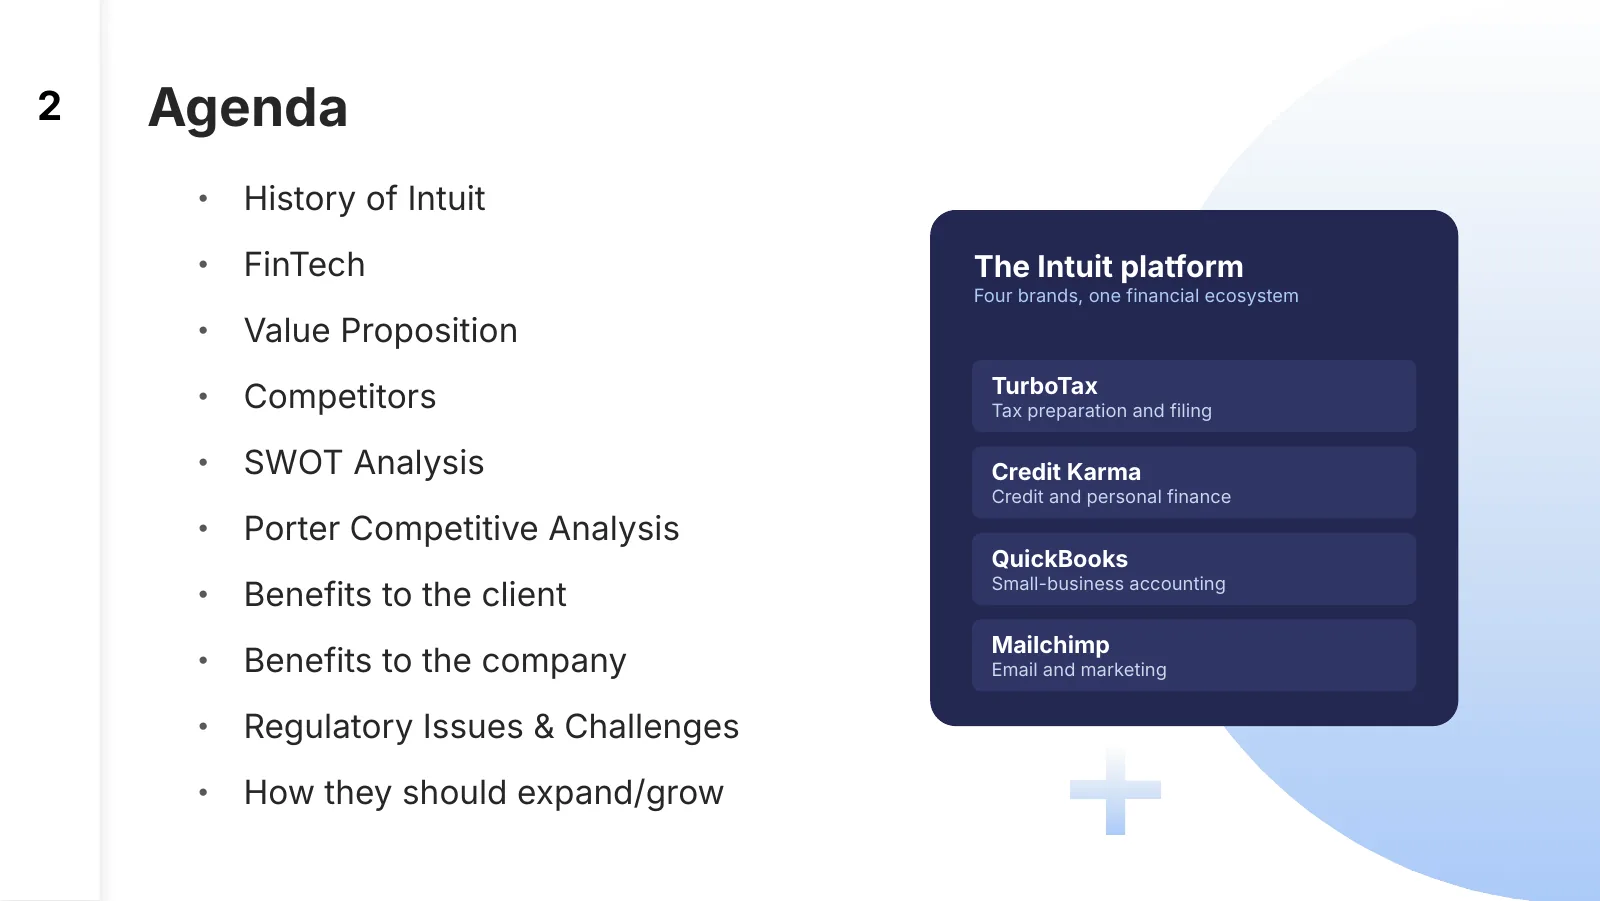 2
Agenda
• History of Intuit
• FinTech
• Value Proposition
• Competitors
• SWOT Analysis
• Porter Competitive Analysis
• Benefits to the client
• Benefits to the company
• Regulatory Issues & Challenges
• How they should expand/grow
The Intuit platform
Four brands, one financial ecosystem
TurboTax
Tax preparation and filing
Credit Karma
Credit and personal finance
QuickBooks
Small-business accounting
Mailchimp
Email and marketing